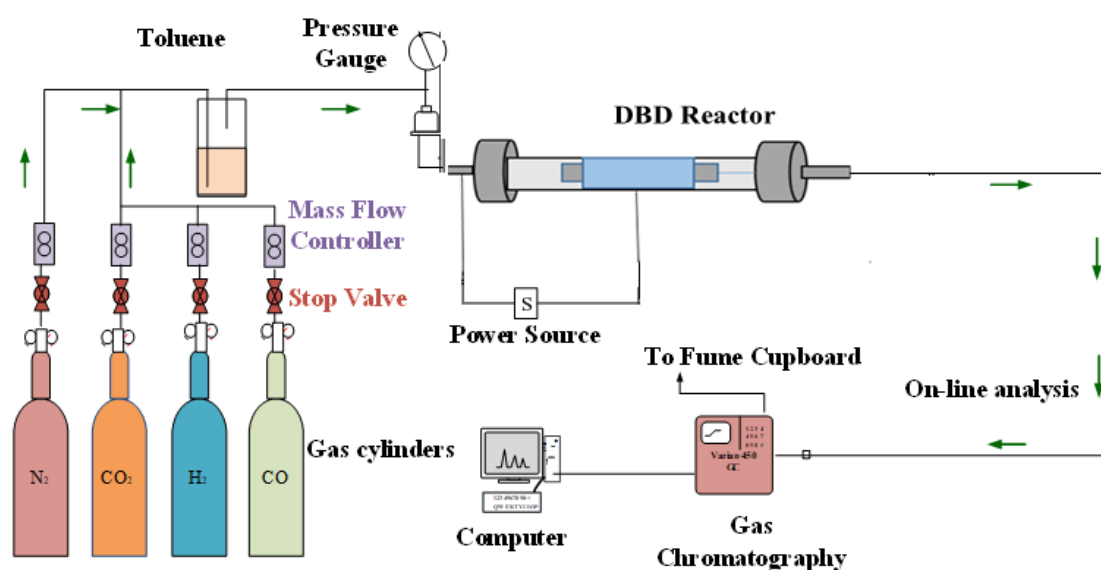 Toluene
Pressure
Gauge
DBD Reactor
Mass Flow
Controller
Stop Valve
S
Power Source
To Fume Cupboard
On-line analysis
Gas cylinders
N₂
CO₂
H₂
CO
Varian 450
GC
Computer
Gas
Chromatography